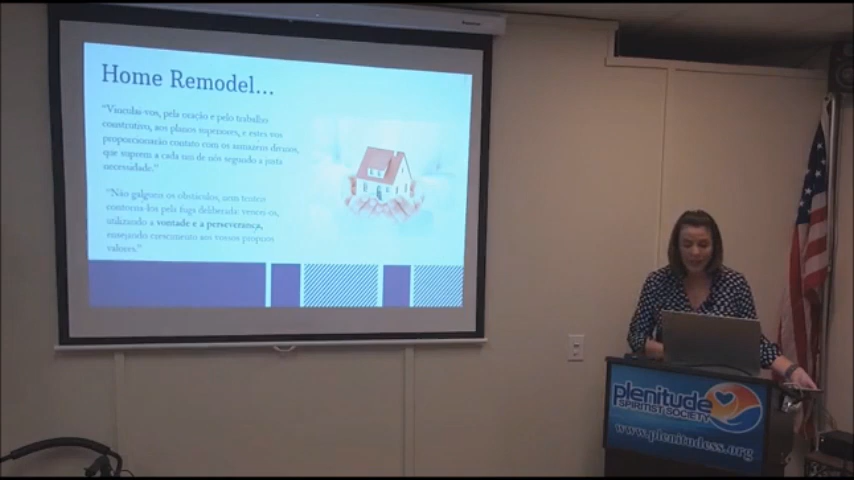 Home Remodel...
"Vinculai-vos, pela oração e pelo trabalho
construtivo, aos planos superiores, e estes vos
proporcionarão contato com os armazéns divinos,
que suprem a cada um de nós segundo a justa
necessidade."
"Não galgueis os obstáculos, nem tenteis
contorná-los pela fuga deliberada: vencei-os,
utilizando a vontade e a perseverança,
ensejando crescimento aos vossos próprios
valores."
plenitude
SPIRITIST SOCIETY
www.plenitudess.org